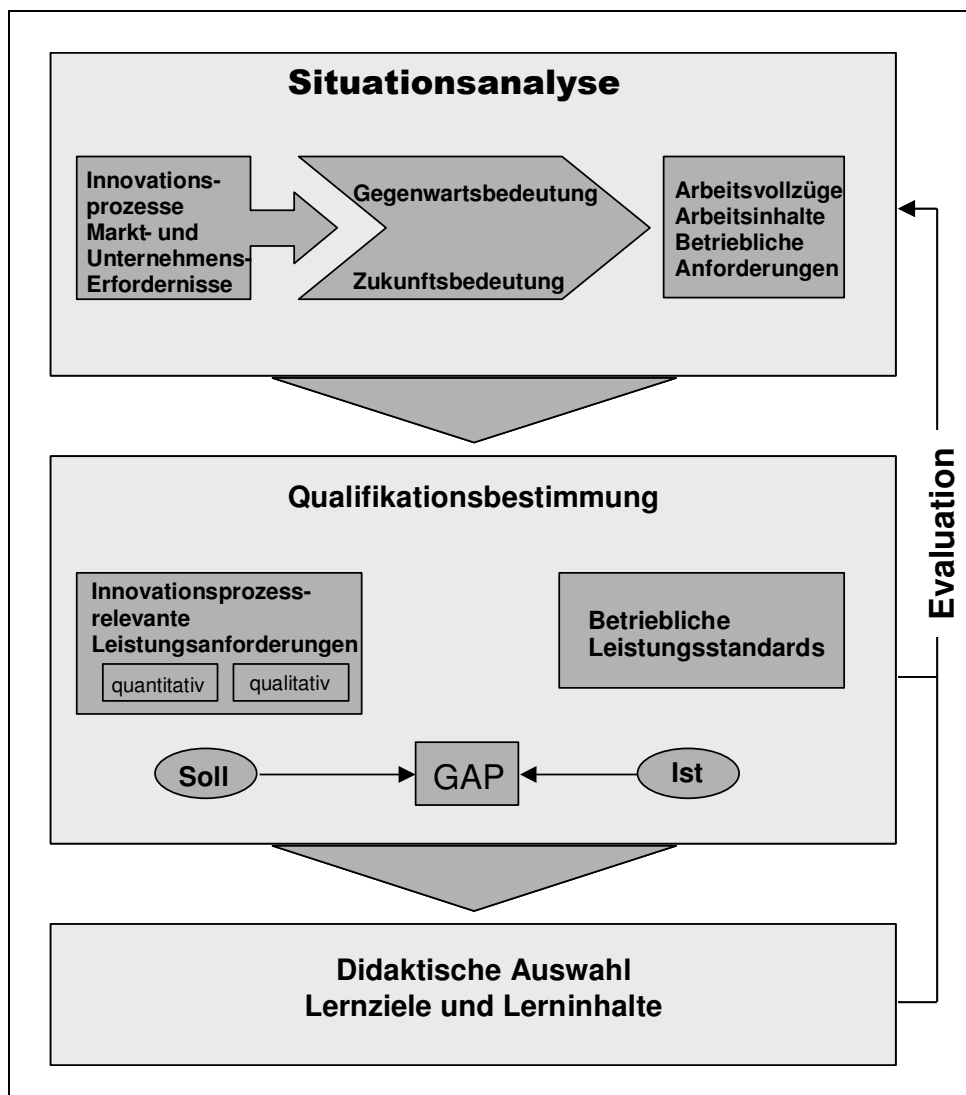 Situationsanalyse
Innovations-
prozesse
Markt- und
Unternehmens-
Erfordernisse
Gegenwartsbedeutung
Zukunftsbedeutung
Arbeitsvollzüge
Arbeitsinhalte
Betriebliche
Anforderungen
Qualifikationsbestimmung
Innovationsprozess-
relevante
Leistungsanforderungen
quantitativ
qualitativ
Betriebliche
Leistungsstandards
Soll
GAP
Ist
Didaktische Auswahl
Lernziele und Lerninhalte
Evaluation